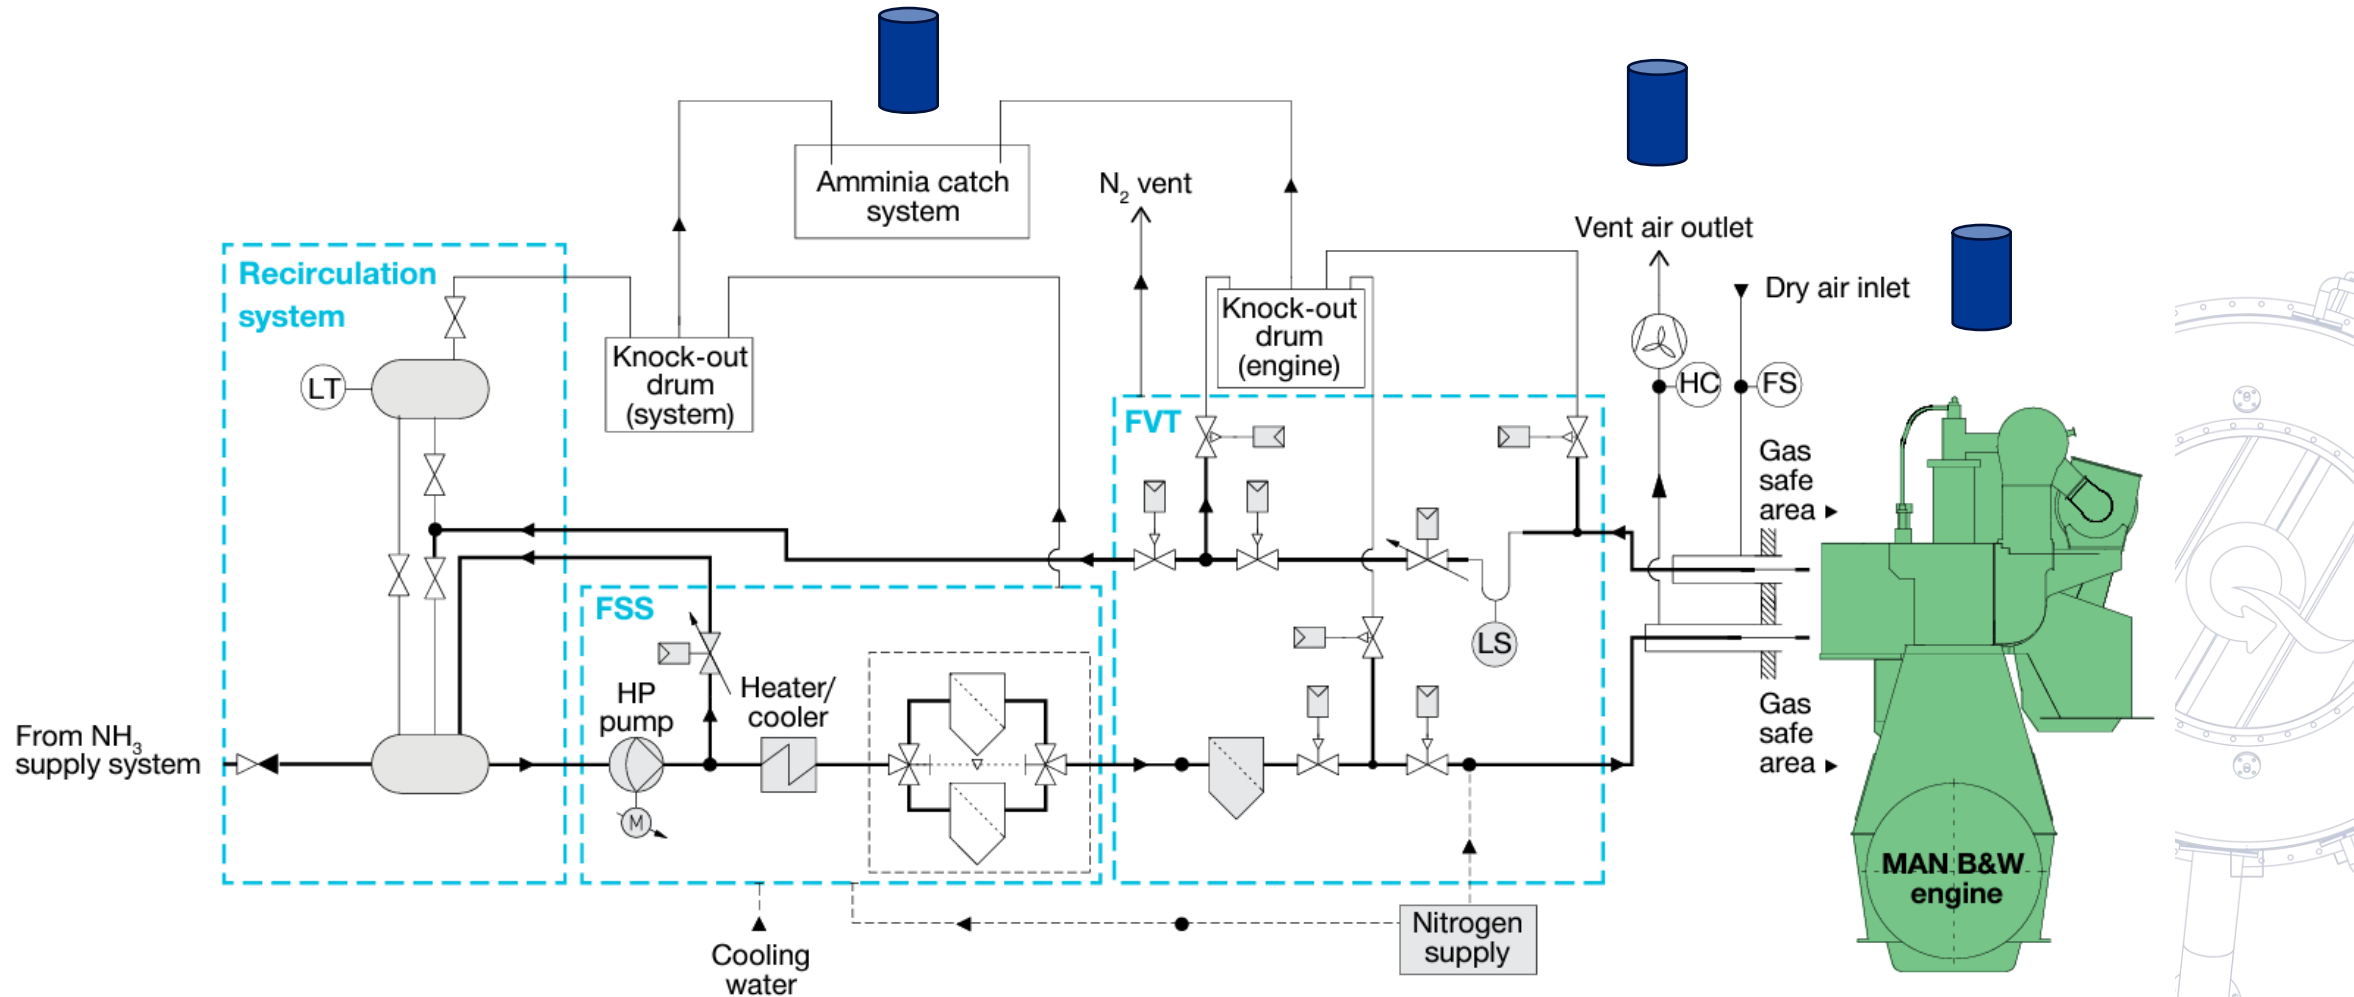 Amminia catch
system
N2 vent
Vent air outlet
Dry air inlet
Recirculation
system
LT
Knock-out
drum
(system)
Knock-out
drum
(engine)
HC
FS
FVT
Gas
safe
area
FSS
LS
HP
pump
Heater/
cooler
M
From NH3
supply system
Gas
safe
area
MAN B&W
engine
Nitrogen
supply
Cooling
water